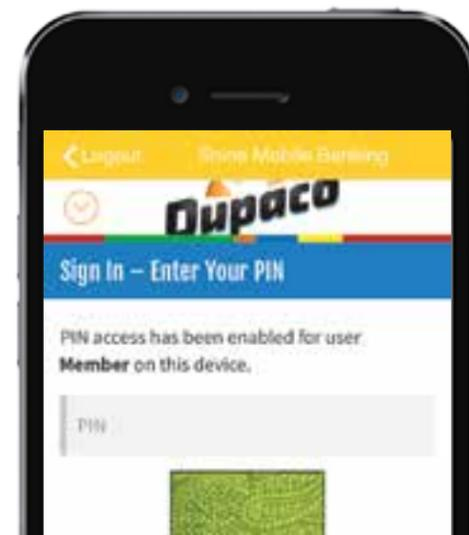 Logout Shine Mobile Banking
Dupaco
Sign In – Enter Your PIN
PIN access has been enabled for user
Member on this device.
PIN